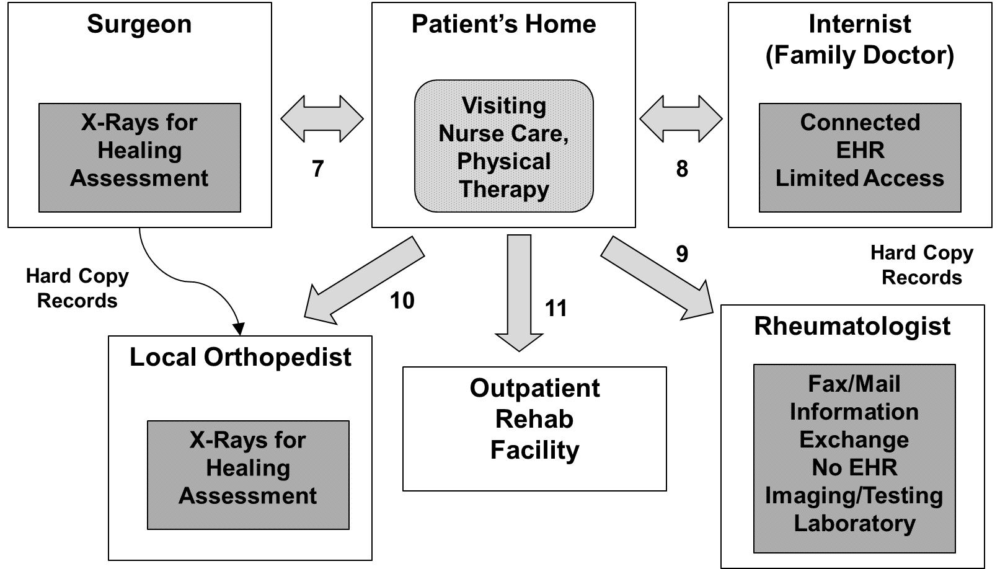 Surgeon
X-Rays for
Healing
Assessment
7
Patient’s Home
Visiting
Nurse Care,
Physical
Therapy
8
Internist
(Family Doctor)
Connected
EHR
Limited Access
Hard Copy
Records
10
11
9
Hard Copy
Records
Local Orthopedist
X-Rays for
Healing
Assessment
Outpatient
Rehab
Facility
Rheumatologist
Fax/Mail
Information
Exchange
No EHR
Imaging/Testing
Laboratory